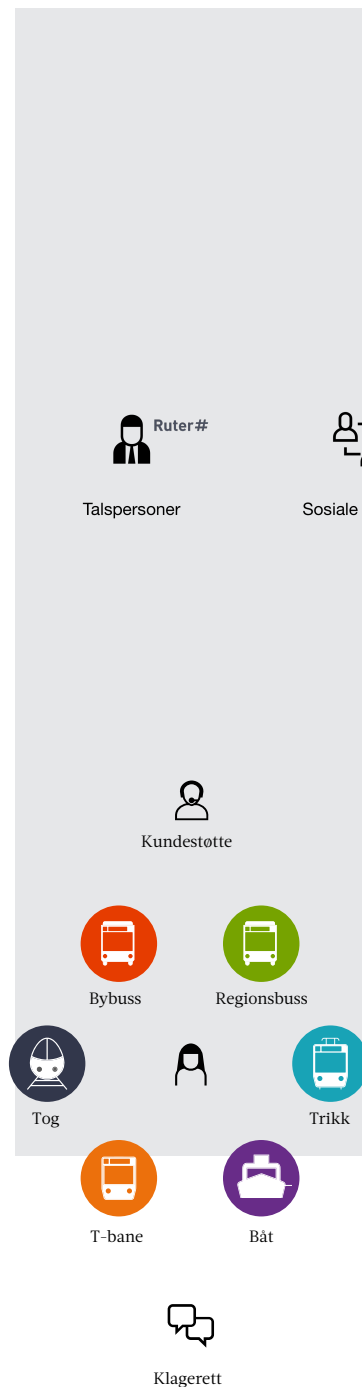 Ruter#
Talspersoner
Sosiale
Kundestøtte
Bybuss
Regionsbuss
Tog
Trikk
T-bane
Båt
Klagerett